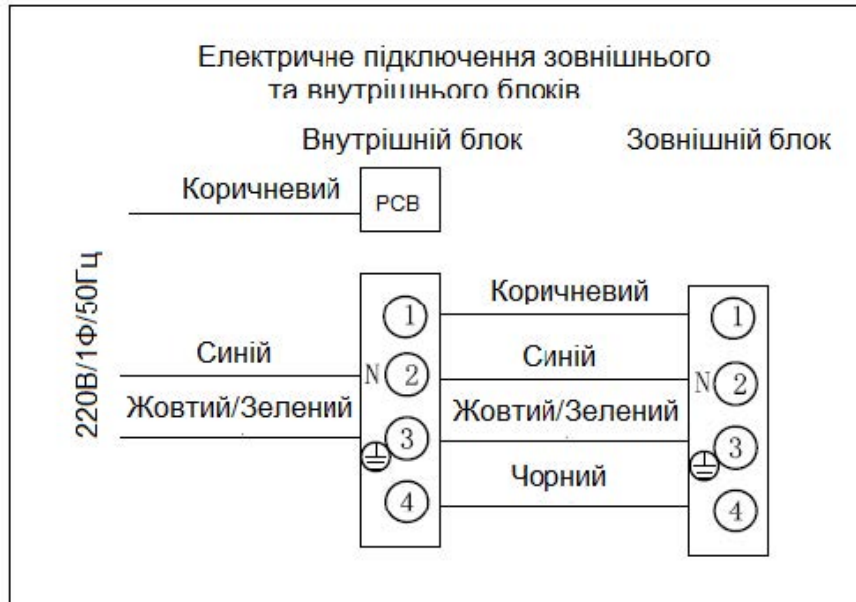 Електричне підключення зовнішнього
та внутрішнього блоків
Внутрішній блок
Зовнішній блок
Коричневий
PCB
220В/1Ф/50Гц
Синій
Жовтий/Зелений
1
N 2
3
4
Коричневий
Синій
Жовтий/Зелений
Чорний
1
N 2
3
4